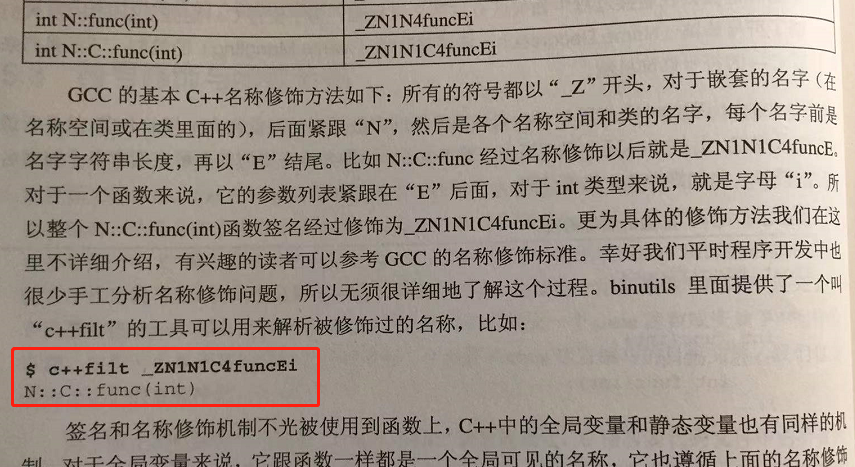 int N::func(int) _ZN1N4funcEi
int N::C::func(int) _ZN1N1C4funcEi
GCC 的基本 C++名称修饰方法如下：所有的符号都以“_Z”开头，对于嵌套的名字（在
名称空间或在类里面的），后面紧跟“N”，然后是各个名称空间和类的名字，每个名字前是
名字字符串长度，再以“E”结尾。比如 N::C::func 经过名称修饰以后就是_ZN1N1C4funcE。
对于一个函数来说，它的参数列表紧跟在“E”后面，对于 int 类型来说，就是字母“i”。所
以整个 N::C::func(int)函数签名经过修饰为_ZN1N1C4funcEi。更为具体的修饰方法我们在这
里不详细介绍，有兴趣的读者可以参考 GCC 的名称修饰标准。幸好我们平时程序开发中也
很少手工分析名称修饰问题，所以无须很详细地了解这个过程。binutils 里面提供了一个叫
“c++filt”的工具可以用来解析被修饰过的名称，比如：
$ c++filt _ZN1N1C4funcEi
N::C::func(int)
签名和名称修饰机制不光被使用到函数上，C++中的全局变量和静态变量也有同样的机
制。对于全局变量来说，它跟函数一样都是一个全局可见的名称，它也遵循上面的名称修饰